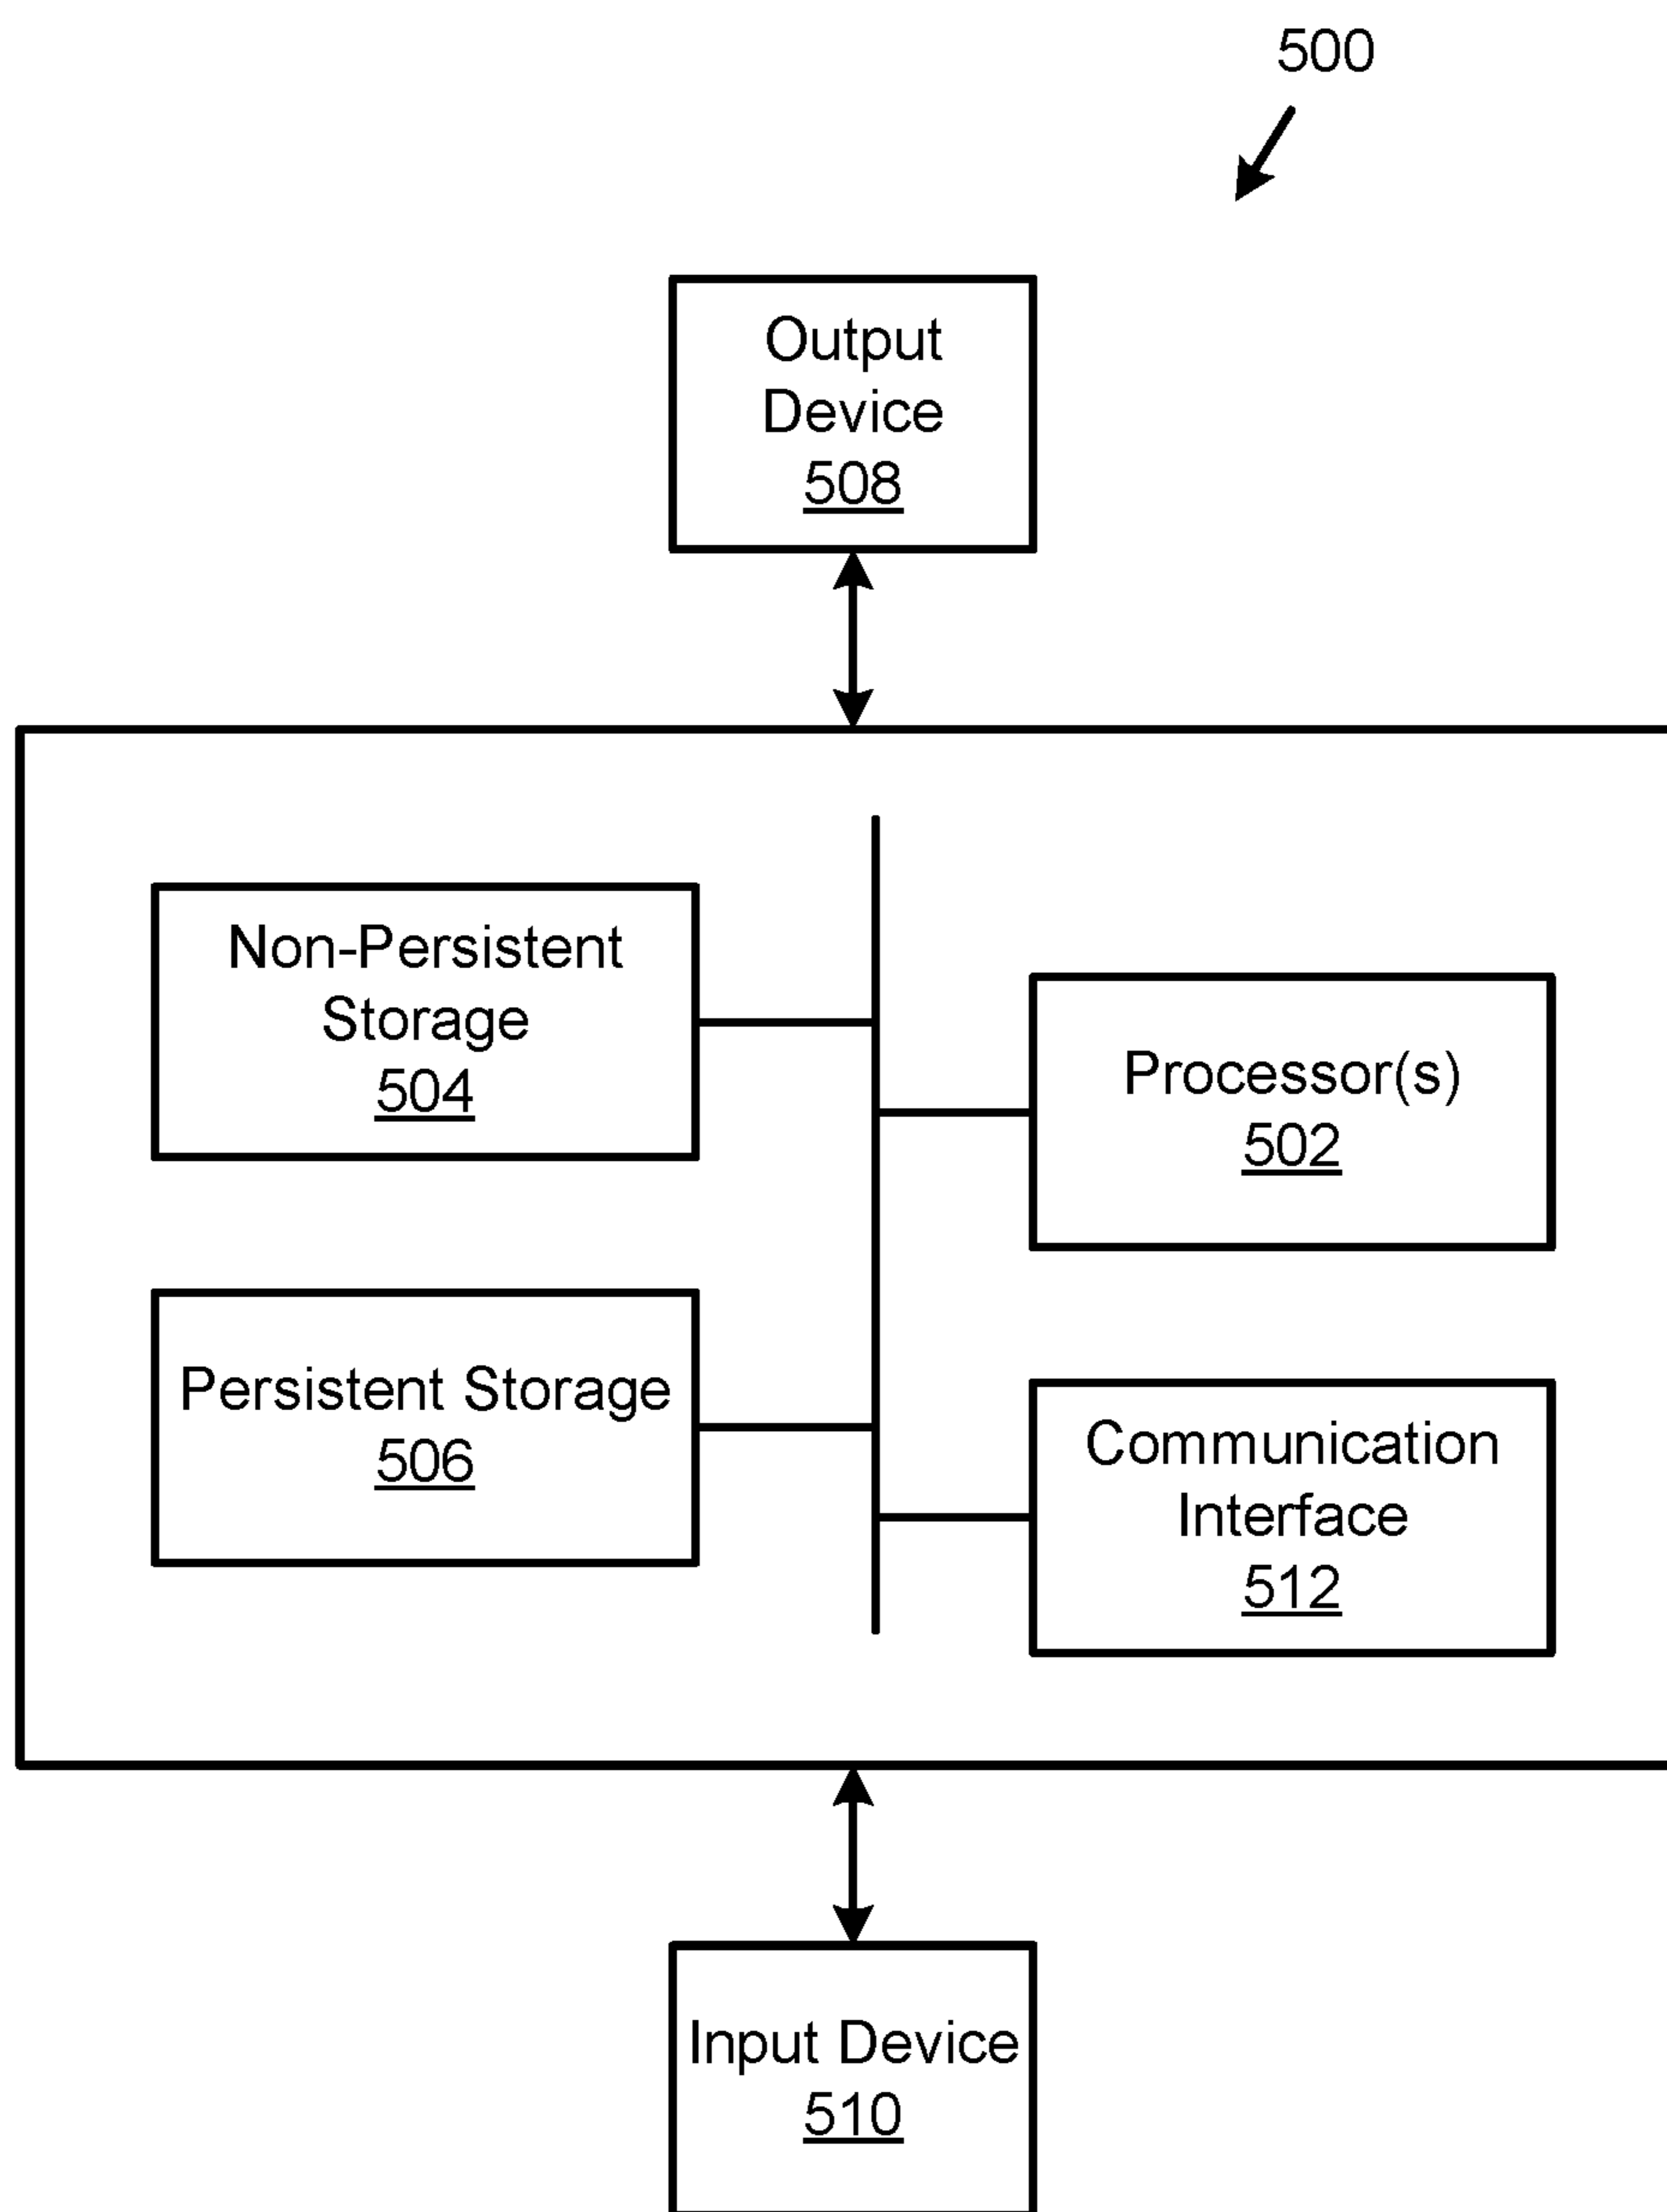 500
Output
Device
508
Non-Persistent
Storage
504
Processor(s)
502
Persistent Storage
506
Communication
Interface
512
Input Device
510